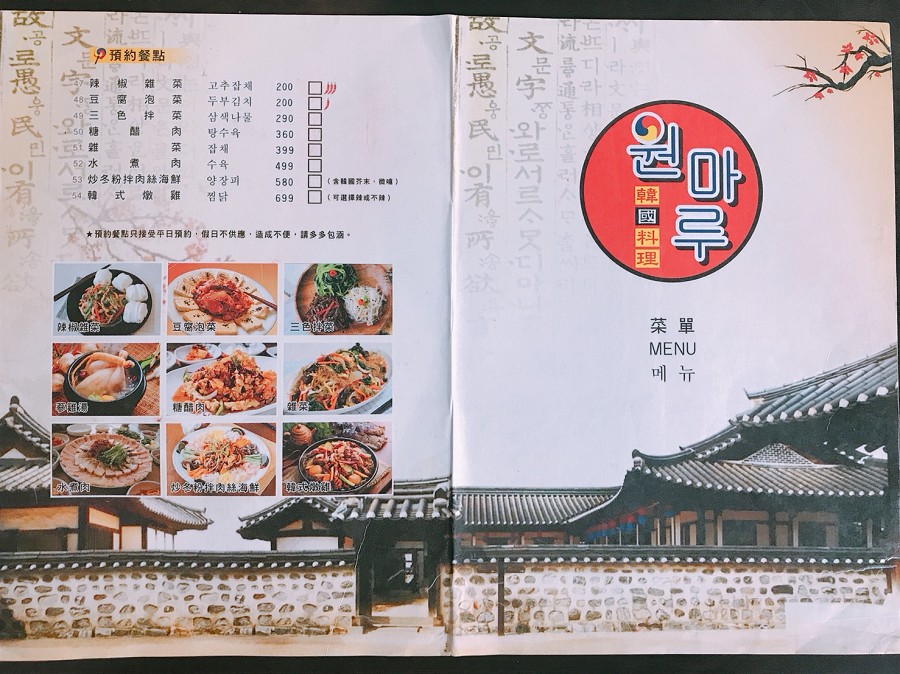 預約餐點
47 辣椒雜菜 고추잡채 200
48 豆腐泡菜 두부김치 200
49 三色拌菜 삼색나물 290
50 糖醋肉 탕수육 360
51 雜菜 잡채 399
52 水煮肉 수육 499
53 炒冬粉拌肉絲海鮮 양장피 580 (含韓國芥末，微嗆)
54 韓式燉雞 찜닭 699 (可選擇辣或不辣)
★預約餐點只接受平日預約，假日不供應，造成不便，請多多包涵。
辣椒雜菜 豆腐泡菜 三色拌菜
蔘雞湯 糖醋肉 雜菜
水煮肉 炒冬粉拌肉絲海鮮 韓式燉雞
원마루
韓國料理
菜單
MENU
메뉴